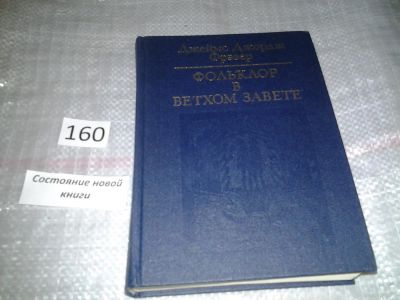 Джеймс Джордж
Фрэзер
ФОЛЬКЛОР
В
ВЕТХОМ ЗАВЕТЕ
160
Состояние новой
книги